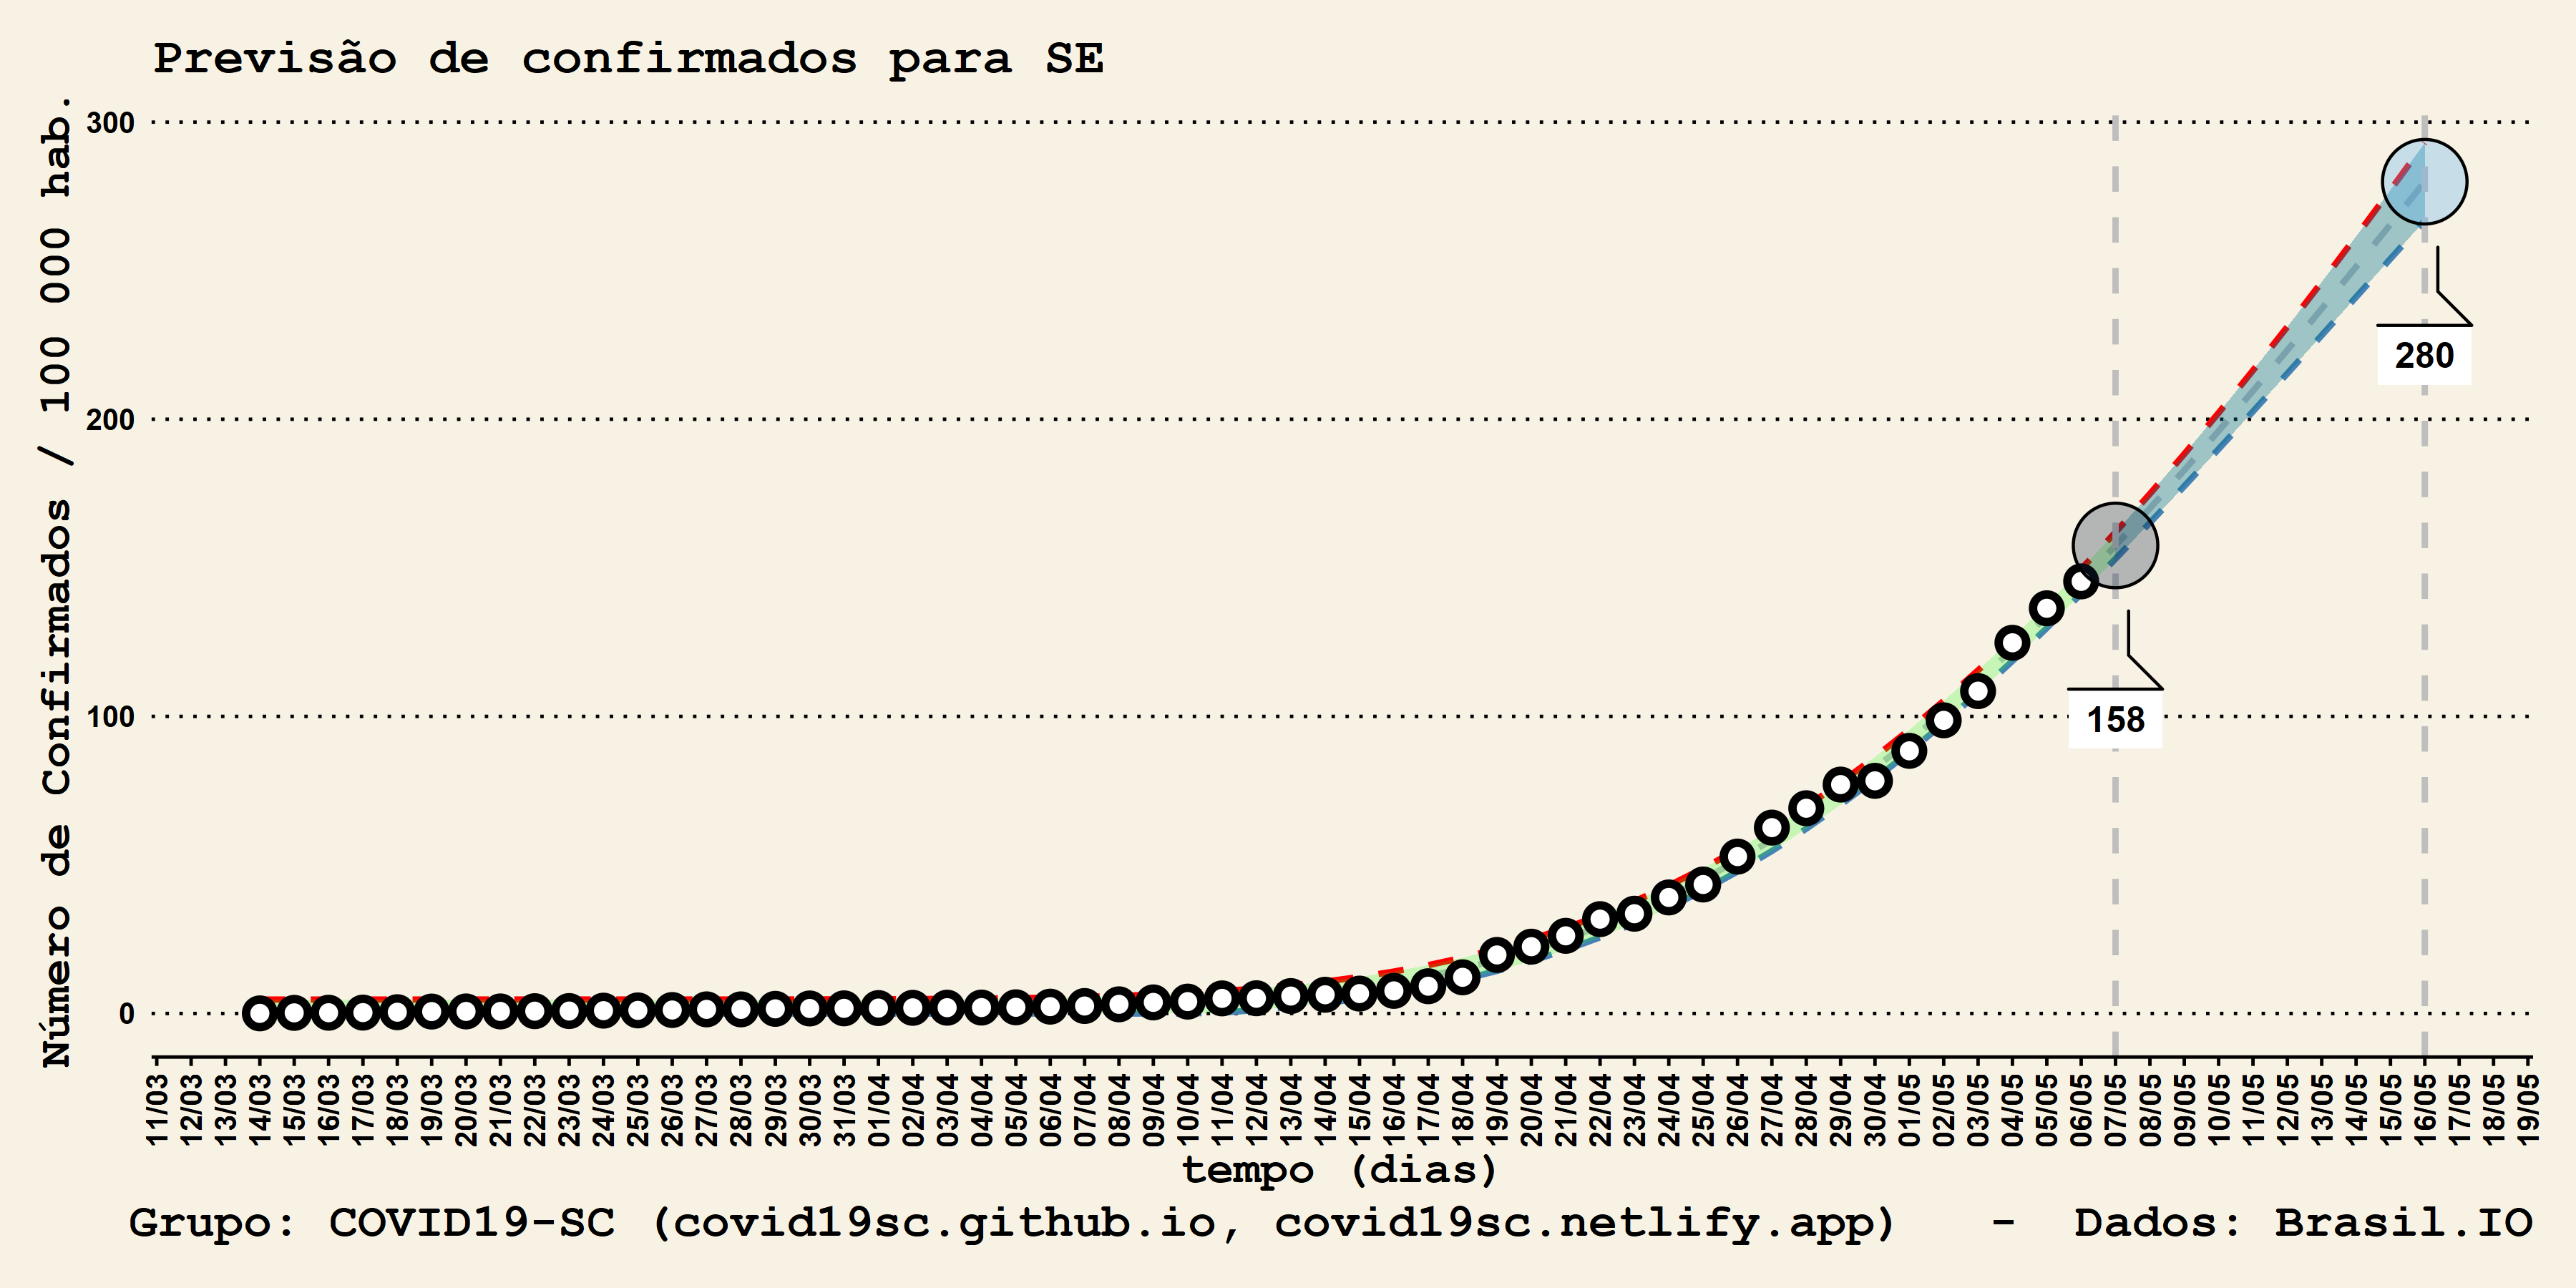 Previsão de confirmados para SE
Número de Confirmados / 100 000 hab.
300
200
100
0
280
158
11/03 12/03 13/03 14/03 15/03 16/03 17/03 18/03 19/03 20/03 21/03 22/03 23/03 24/03 25/03 26/03 27/03 28/03 29/03 30/03 31/03 01/04 02/04 03/04 04/04 05/04 06/04 07/04 08/04 09/04 10/04 11/04 12/04 13/04 14/04 15/04 16/04 17/04 18/04 19/04 20/04 21/04 22/04 23/04 24/04 25/04 26/04 27/04 28/04 29/04 30/04 01/05 02/05 03/05 04/05 05/05 06/05 07/05 08/05 09/05 10/05 11/05 12/05 13/05 14/05 15/05 16/05 17/05 18/05 19/05
tempo (dias)
Grupo: COVID19-SC (covid19sc.github.io, covid19sc.netlify.app) - Dados: Brasil.IO